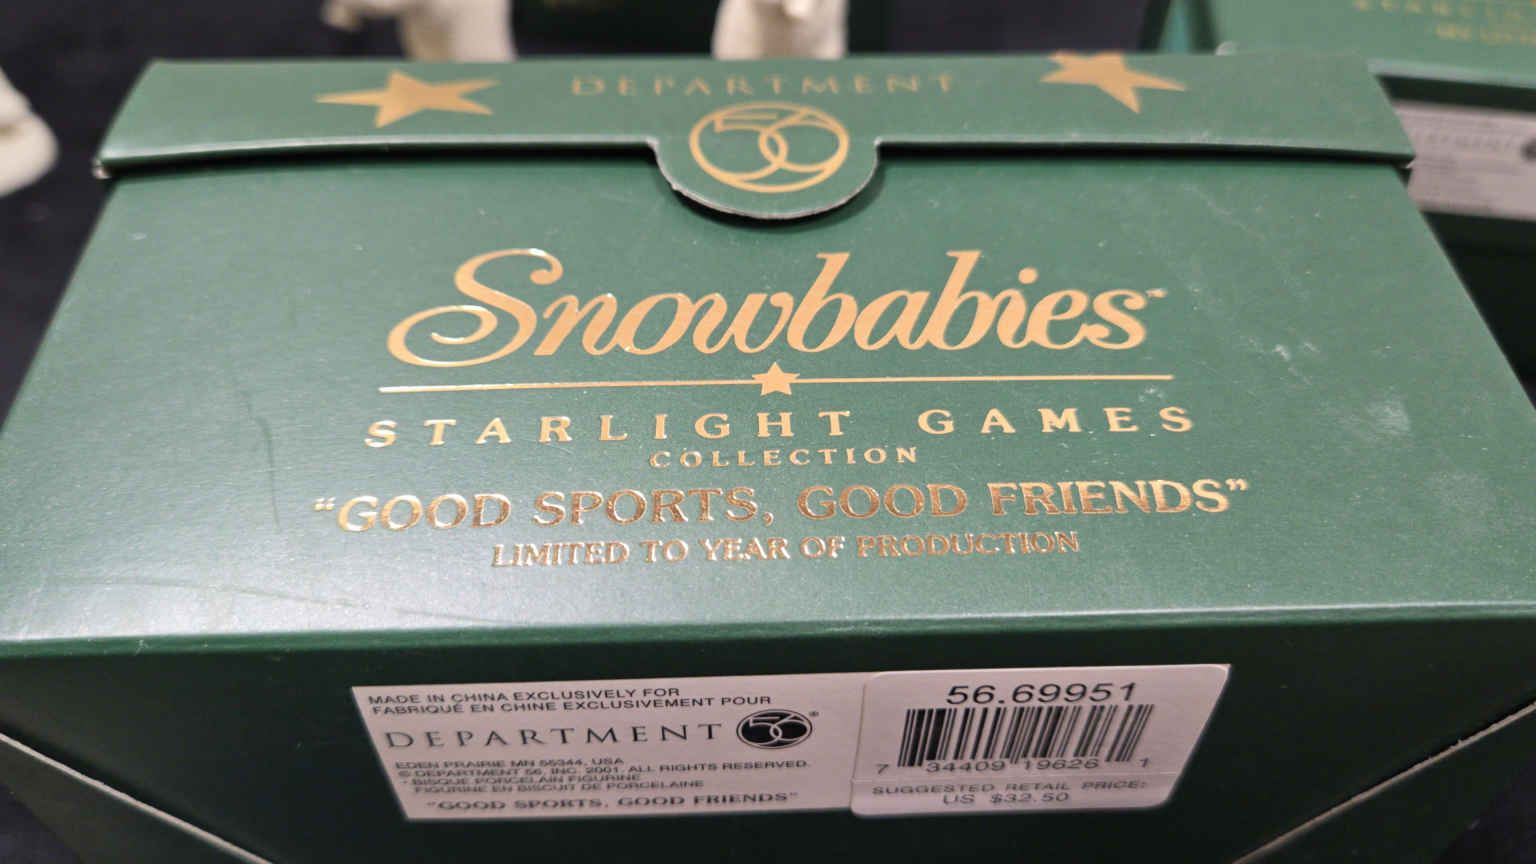 DEPARTMENT
56
Snowbabies™
STARLIGHT GAMES
COLLECTION
"GOOD SPORTS, GOOD FRIENDS"
LIMITED TO YEAR OF PRODUCTION
MADE IN CHINA EXCLUSIVELY FOR
FABRIQUÉ EN CHINE EXCLUSIVEMENT POUR
DEPARTMENT 56®
EDEN PRAIRIE MN 55344, USA
© DEPARTMENT 56, INC. 2001. ALL RIGHTS RESERVED.
- BISQUE PORCELAIN FIGURINE
FIGURINE EN BISCUIT DE PORCELAINE
"GOOD SPORTS, GOOD FRIENDS"
56.69951
7 34409 19626 1
SUGGESTED RETAIL PRICE:
US $32.50